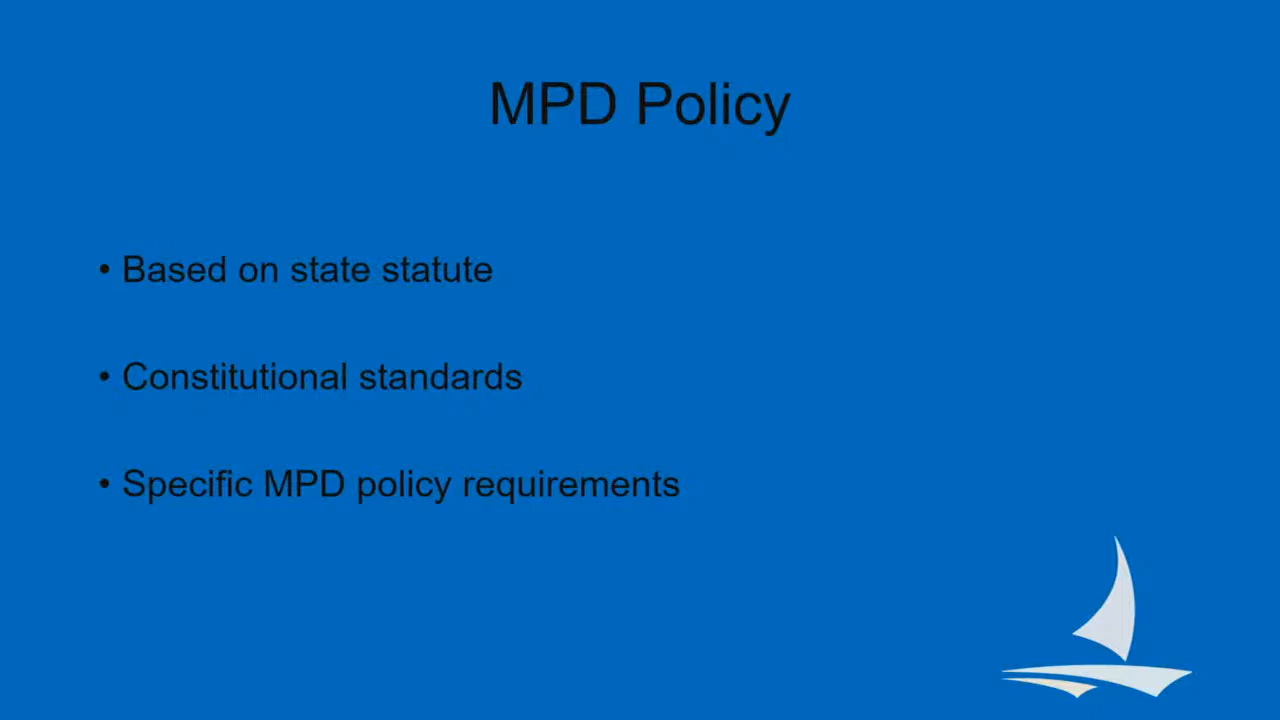 MPD Policy
• Based on state statute
• Constitutional standards
• Specific MPD policy requirements